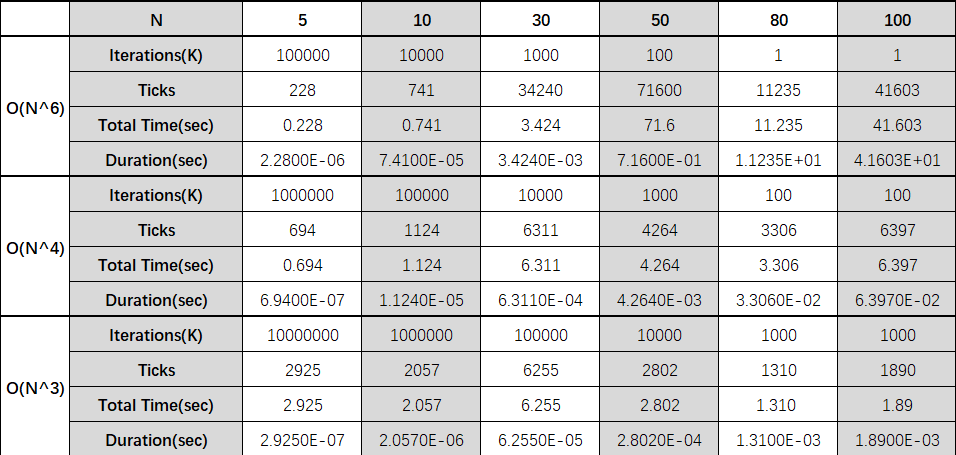 N 5 10 30 50 80 100
O(N^6)
Iterations(K) 100000 10000 1000 100 1 1
Ticks 228 741 34240 71600 11235 41603
Total Time(sec) 0.228 0.741 3.424 71.6 11.235 41.603
Duration(sec) 2.2800E-06 7.4100E-05 3.4240E-03 7.1600E-01 1.1235E+01 4.1603E+01
O(N^4)
Iterations(K) 1000000 100000 10000 1000 100 100
Ticks 694 1124 6311 4264 3306 6397
Total Time(sec) 0.694 1.124 6.311 4.264 3.306 6.397
Duration(sec) 6.9400E-07 1.1240E-05 6.3110E-04 4.2640E-03 3.3060E-02 6.3970E-02
O(N^3)
Iterations(K) 10000000 1000000 100000 10000 1000 1000
Ticks 2925 2057 6255 2802 1310 1890
Total Time(sec) 2.925 2.057 6.255 2.802 1.310 1.89
Duration(sec) 2.9250E-07 2.0570E-06 6.2550E-05 2.8020E-04 1.3100E-03 1.8900E-03